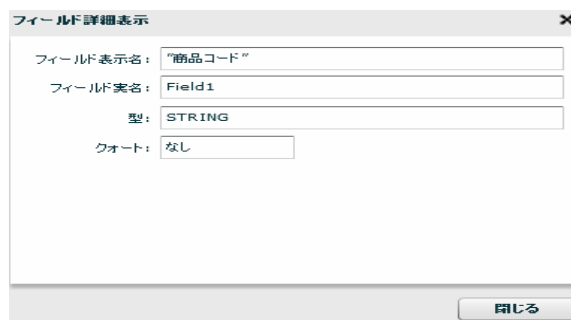 フィールド詳細表示
フィールド表示名: "商品コード"
フィールド実名: Field1
型: STRING
クォート: なし
閉じる